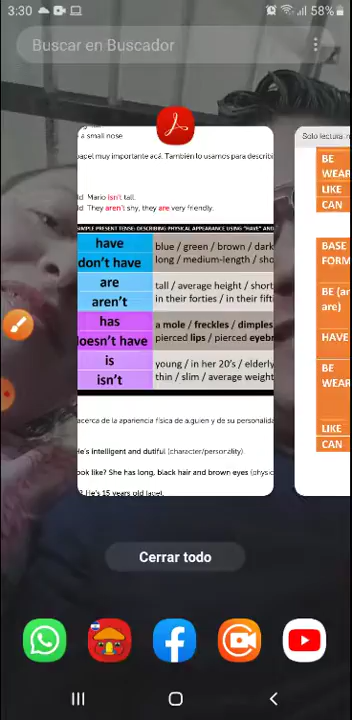 3:30
58%
Buscar en Buscador
a small nose
papel muy importante acá. También lo usamos para describi
ld. Mario isn't tall.
ld. They aren't shy, they are very friendly.
SIMPLE PRESENT TENSE: DESCRIBING PHYSICAL APPEARANCE USING "HAVE" AND
have
don't have
blue / green / brown / dark
long / medium-length / sho
are
aren't
tall / average height / short
in their forties / in their fift
has
doesn't have
a mole / freckles / dimples
pierced lips / pierced eyebr
is
isn't
young / in her 20's / elderly
thin / slim / average weight
acerca de la apariencia física de alguien y de su personalida
He's intelligent and dutiful (character/personality)
ook like? She has long, black hair and brown eyes (physic
? He's 15 years old (age).
Solo lectura
BE
WEAR
LIKE
CAN
BASE
FORM
BE (ar
are)
HAVE
BE
WEAR
LIKE
CAN
Cerrar todo